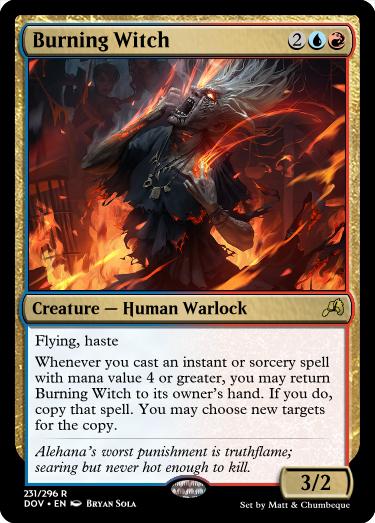 Burning Witch 2
Creature — Human Warlock
Flying, haste
Whenever you cast an instant or sorcery spell
with mana value 4 or greater, you may return
Burning Witch to its owner's hand. If you do,
copy that spell. You may choose new targets
for the copy.
Alehana's worst punishment is truthflame;
searing but never hot enough to kill.
3/2
231/296 R
DOV • EN Bryan Sola
Set by Matt & Chumbeque